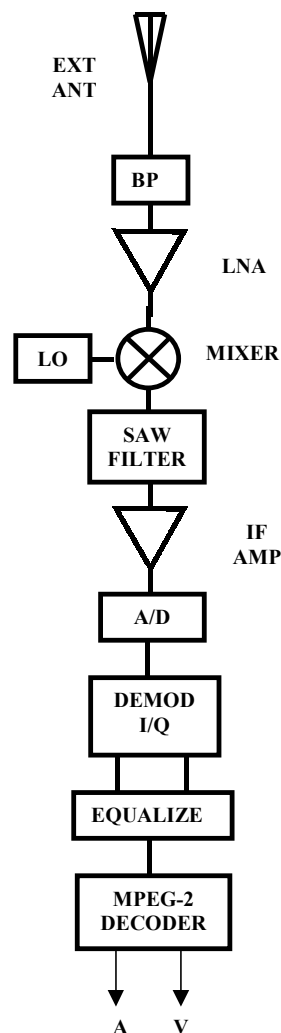 EXT
ANT
BP
LNA
LO
MIXER
SAW
FILTER
IF
AMP
A/D
DEMOD
I/Q
EQUALIZE
MPEG-2
DECODER
A V